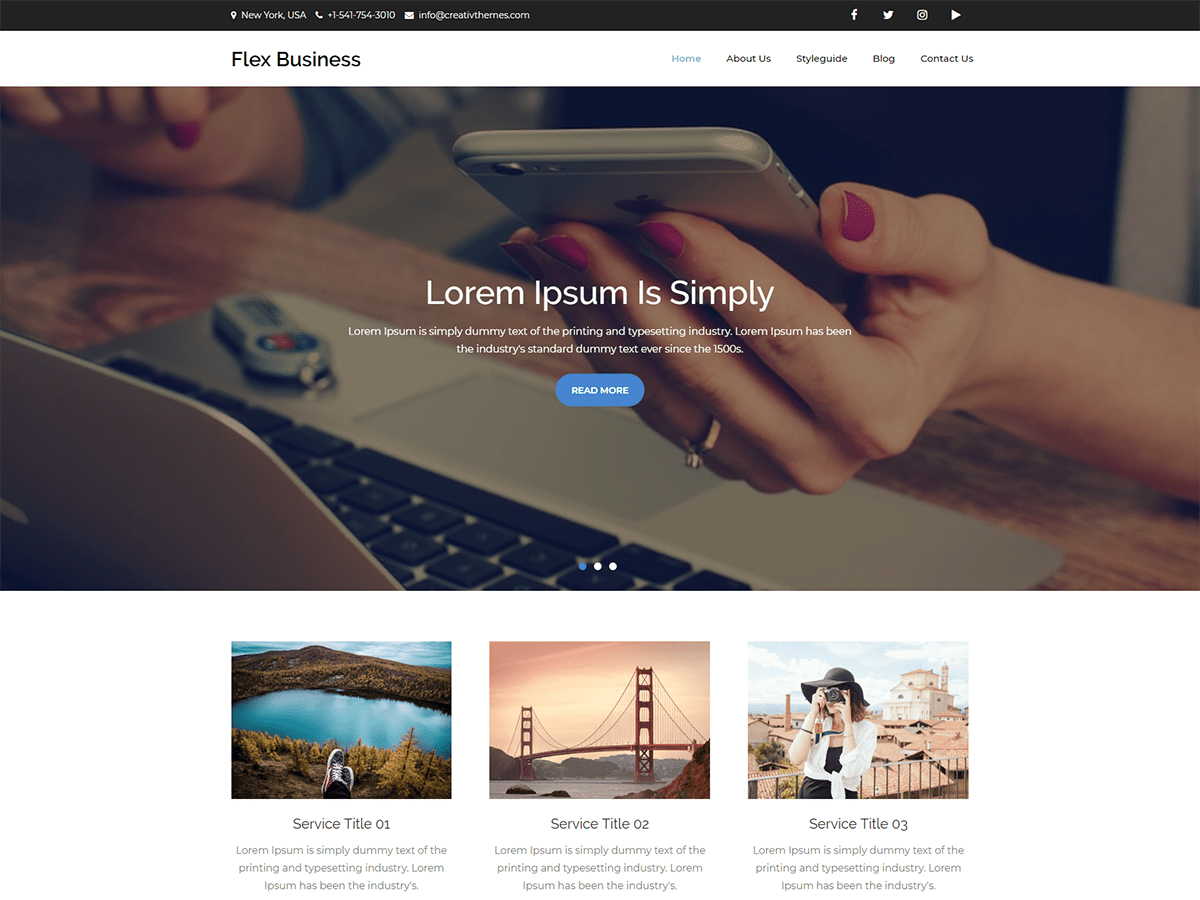 New York, USA +1-541-754-3010 info@creativthemes.com
Flex Business
Home About Us Styleguide Blog Contact Us
Lorem Ipsum Is Simply
Lorem Ipsum is simply dummy text of the printing and typesetting industry. Lorem Ipsum has been
the industry's standard dummy text ever since the 1500s.
READ MORE
Service Title 01
Lorem Ipsum is simply dummy text of the
printing and typesetting industry. Lorem
Ipsum has been the industry's.
Service Title 02
Lorem Ipsum is simply dummy text of the
printing and typesetting industry. Lorem
Ipsum has been the industry's.
Service Title 03
Lorem Ipsum is simply dummy text of the
printing and typesetting industry. Lorem
Ipsum has been the industry's.